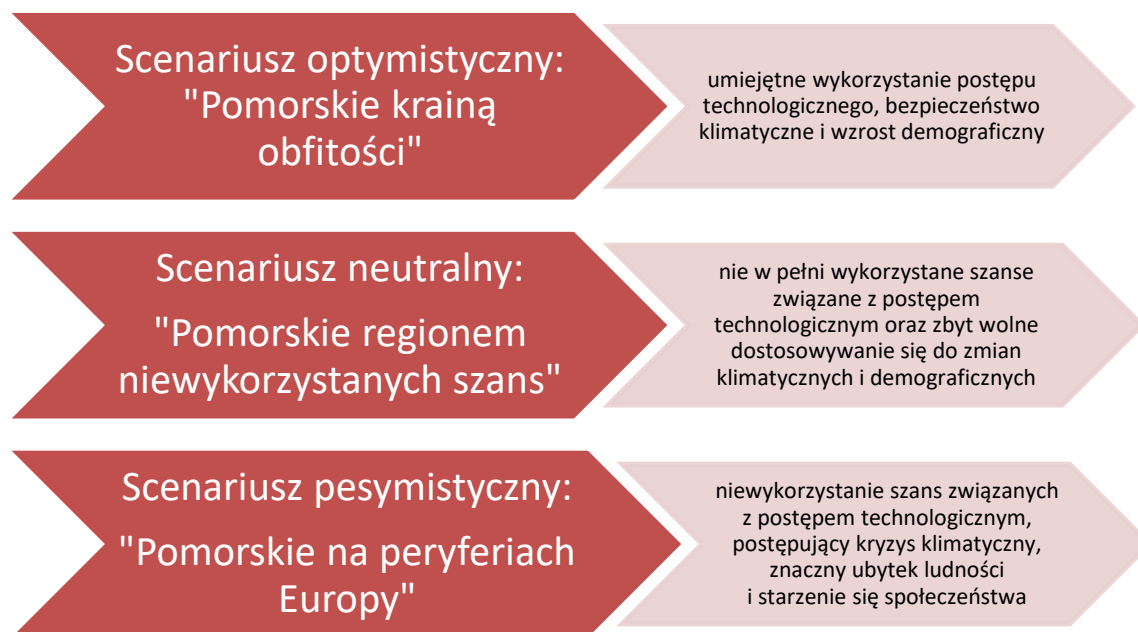 Scenariusz optymistyczny:
"Pomorskie krainą
obfitości"
umiejętne wykorzystanie postępu
technologicznego, bezpieczeństwo
klimatyczne i wzrost demograficzny
Scenariusz neutralny:
"Pomorskie regionem
niewykorzystanych szans"
nie w pełni wykorzystane szanse
związane z postępem
technologicznym oraz zbyt wolne
dostosowywanie się do zmian
klimatycznych i demograficznych
Scenariusz pesymistyczny:
"Pomorskie na peryferiach
Europy"
niewykorzystanie szans związanych
z postępem technologicznym,
postępujący kryzys klimatyczny,
znaczny ubytek ludności
i starzenie się społeczeństwa